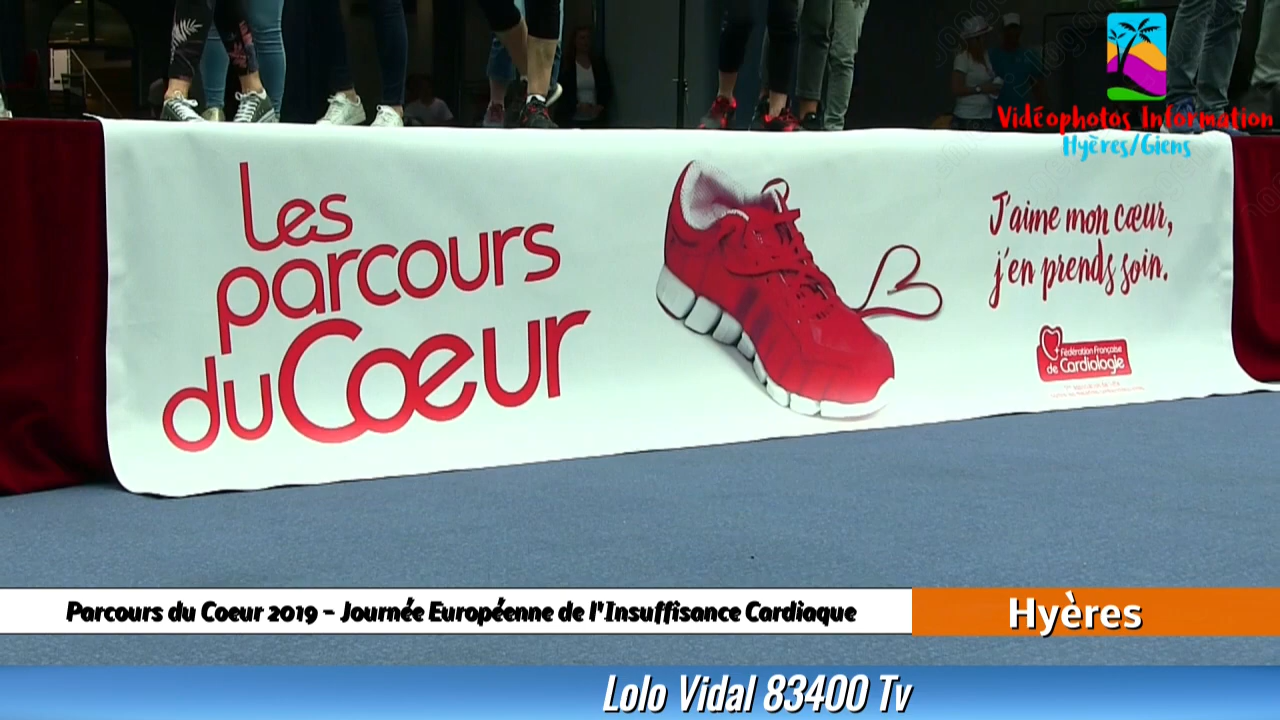 Vidéophotos Information
Hyères/Giens
Les
parcours
du Coeur
J'aime mon cœur,
j'en prends soin.
Fédération Française
de Cardiologie
Parcours du Coeur 2019 - Journée Européenne de l'Insuffisance Cardiaque
Hyères
Lolo Vidal 83400 Tv